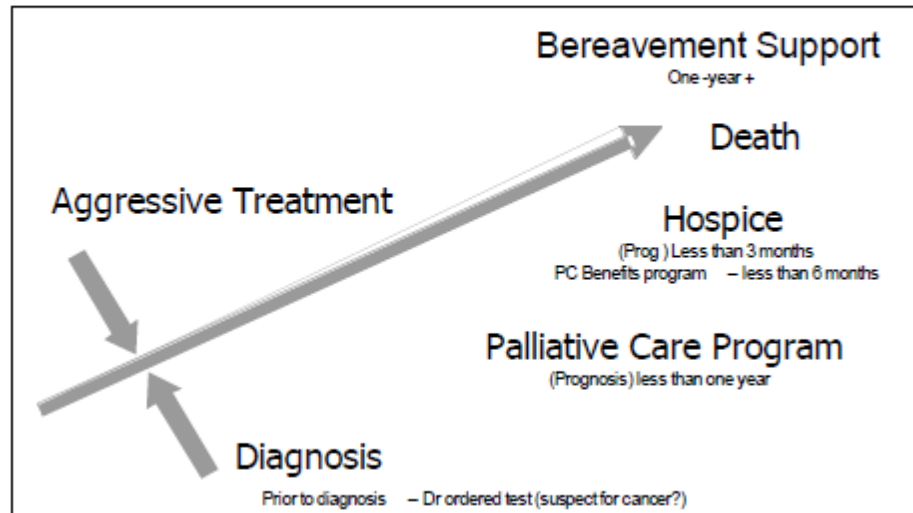 Bereavement Support
One -year +
Death
Aggressive Treatment
Hospice
(Prog ) Less than 3 months
PC Benefits program – less than 6 months
Palliative Care Program
(Prognosis) less than one year
Diagnosis
Prior to diagnosis – Dr ordered test (suspect for cancer?)